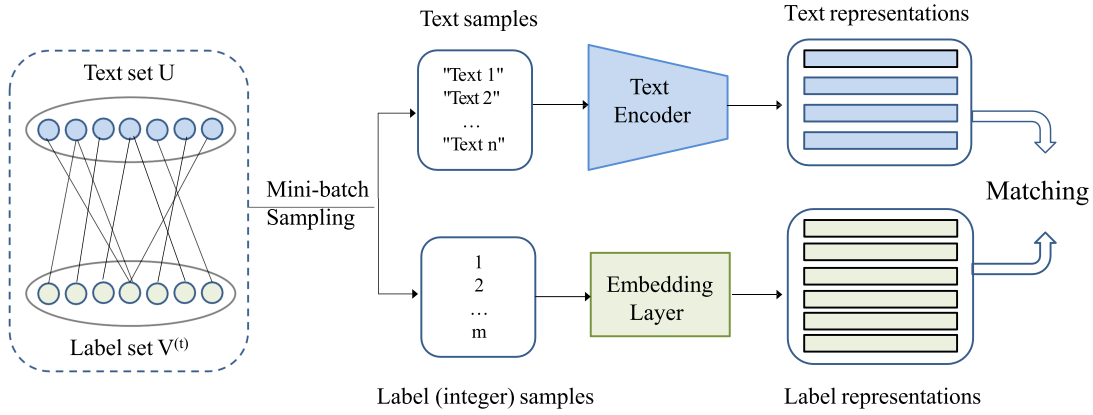 Text set U
Label set V(t)
Mini-batch
Sampling
Text samples
"Text 1"
"Text 2"
...
"Text n"
Text
Encoder
Text representations
Matching
1
2
...
m
Label (integer) samples
Embedding
Layer
Label representations